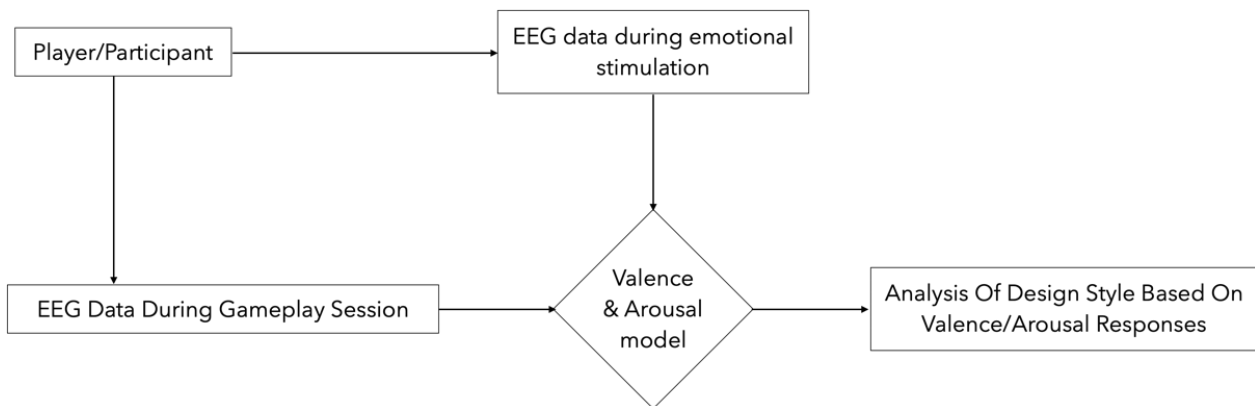 Player/Participant
EEG data during emotional
stimulation
EEG Data During Gameplay Session
Valence
& Arousal
model
Analysis Of Design Style Based On
Valence/Arousal Responses